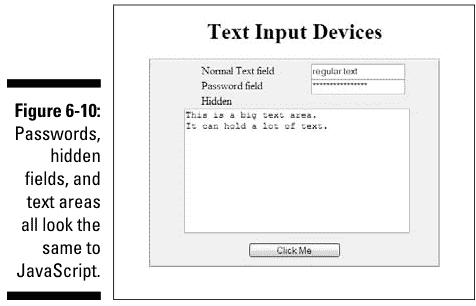 Text Input Devices
Normal Text field regular text
Password field ****************
Hidden
This is a big text area.
It can hold a lot of text.
Click Me
Figure 6-10:
Passwords,
hidden
fields, and
text areas
all look the
same to
JavaScript.